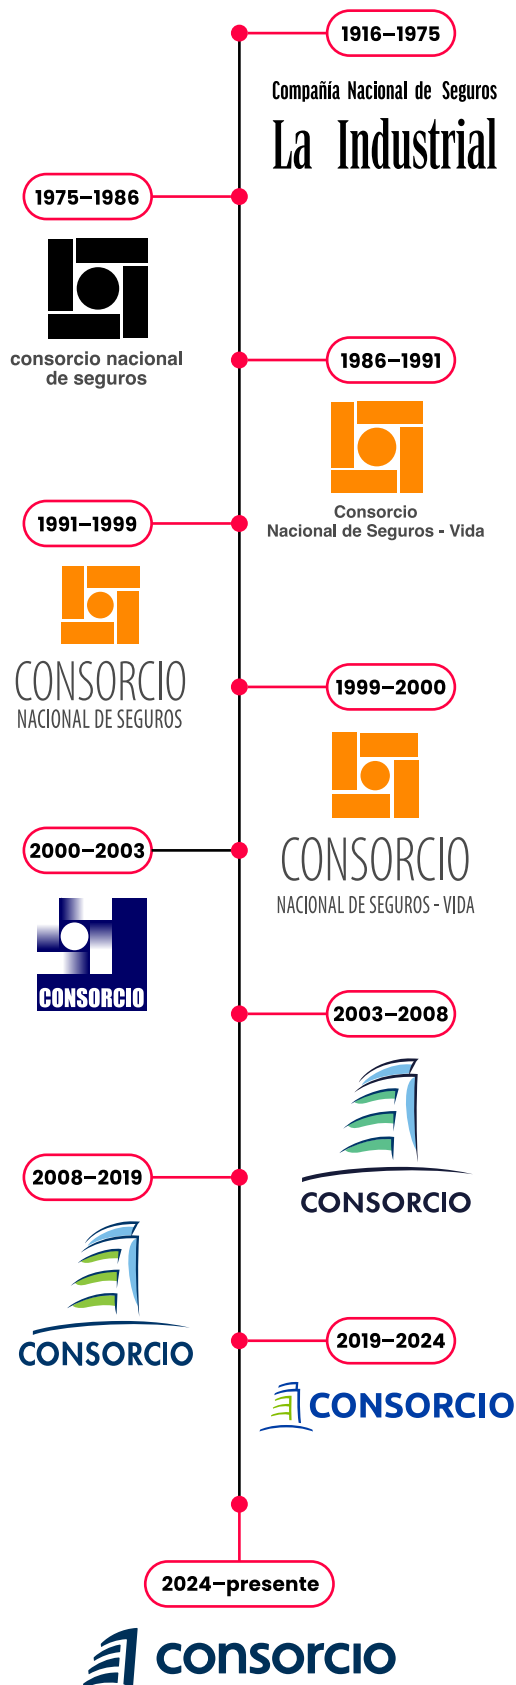 1916–1975
Compañía Nacional de Seguros
La Industrial
1975–1986
consorcio nacional
de seguros
1986–1991
Consorcio
Nacional de Seguros - Vida
1991–1999
CONSORCIO
NACIONAL DE SEGUROS
1999–2000
CONSORCIO
NACIONAL DE SEGUROS - VIDA
2000–2003
CONSORCIO
2003–2008
CONSORCIO
2008–2019
CONSORCIO
2019–2024
CONSORCIO
2024–presente
consorcio